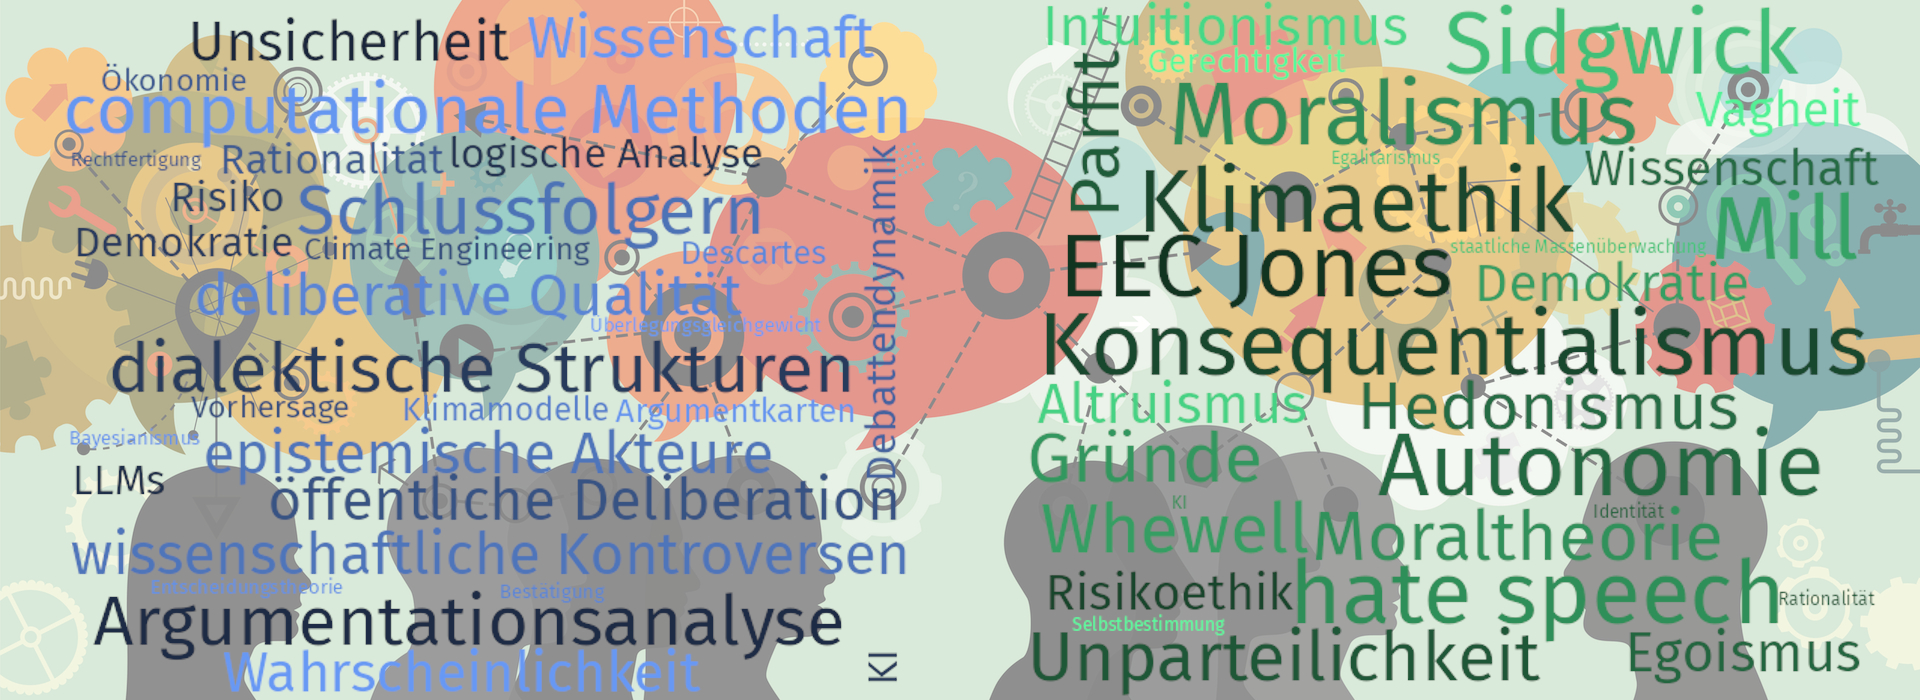 Unsicherheit
Wissenschaft
Ökonomie
computationale Methoden
Rechtfertigung
Rationalität
logische Analyse
Risiko
Schlussfolgern
Demokratie
Climate Engineering
Descartes
deliberative Qualität
Überlegungsgleichgewicht
dialektische Strukturen
Vorhersage
Klimamodelle
Argumentkarten
Bayesianismus
epistemische Akteure
LLMs
öffentliche Deliberation
wissenschaftliche Kontroversen
Entscheidungstheorie
Bestätigung
Argumentationsanalyse
Wahrscheinlichkeit
Debattendynamik
KI
Intuitionismus
Sidgwick
Gerechtigkeit
Parfit
Moralismus
Vagheit
Egalitarismus
Wissenschaft
Klimaethik
Mill
EEC Jones
staatliche Massenüberwachung
Demokratie
Konsequentialismus
Altruismus
Hedonismus
Gründe
Autonomie
KI
Whewell
Identität
Moraltheorie
Risikoethik
hate speech
Rationalität
Selbstbestimmung
Unparteilichkeit
Egoismus